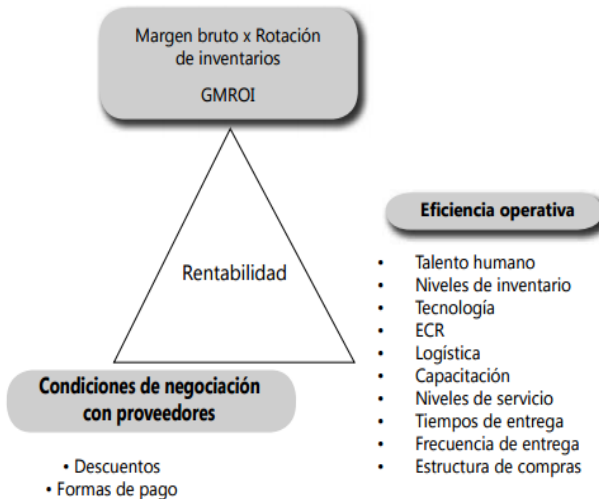 Margen bruto x Rotación
de inventarios
GMROI
Rentabilidad
Eficiencia operativa
• Talento humano
• Niveles de inventario
• Tecnología
• ECR
• Logística
• Capacitación
• Niveles de servicio
• Tiempos de entrega
• Frecuencia de entrega
• Estructura de compras
Condiciones de negociación
con proveedores
• Descuentos
• Formas de pago